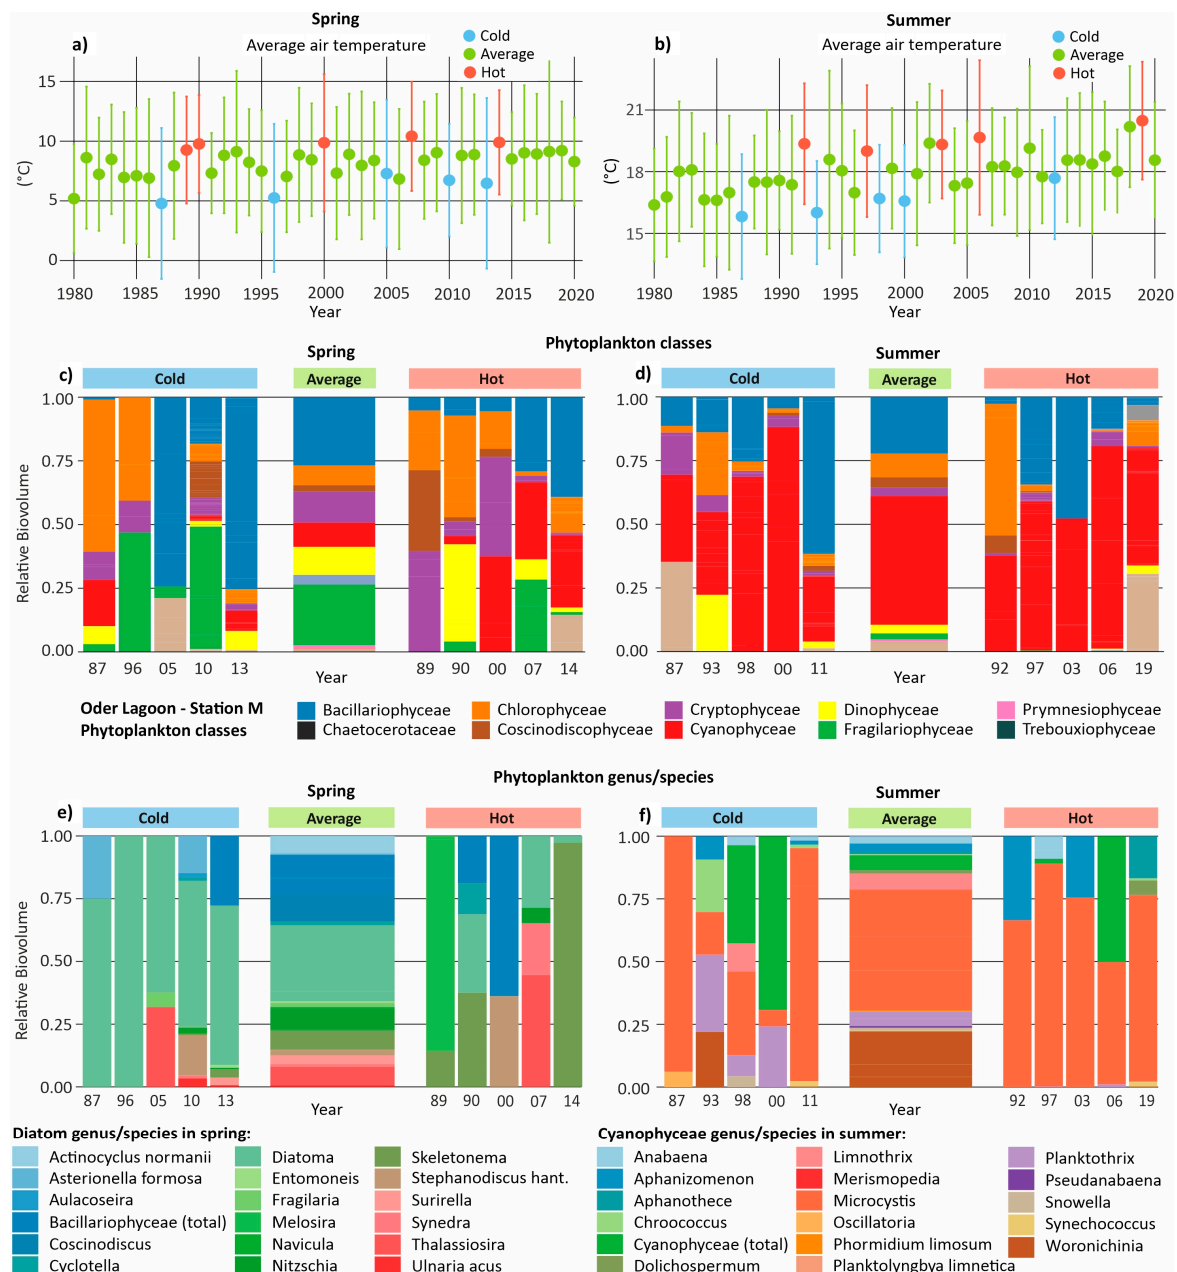 Spring
Summer
a)
Average air temperature
Cold
Average
Hot
b)
Average air temperature
Cold
Average
Hot
(°C)
15
10
5
0
1980 1985 1990 1995 2000 2005 2010 2015 2020
Year
(°C)
21
18
15
1980 1985 1990 1995 2000 2005 2010 2015 2020
Year
Phytoplankton classes
Spring
Summer
c)
Cold
Average
Hot
d)
Cold
Average
Hot
Relative Biovolume
1.00
0.75
0.50
0.25
0.00
87 96 05 10 13
Year
89 90 00 07 14
1.00
0.75
0.50
0.25
0.00
87 93 98 00 11
Year
92 97 03 06 19
Oder Lagoon - Station M
Phytoplankton classes
Bacillariophyceae
Chlorophyceae
Cryptophyceae
Dinophyceae
Prymnesiophyceae
Chaetocerotaceae
Coscinodiscophyceae
Cyanophyceae
Fragilariophyceae
Trebouxiophyceae
Phytoplankton genus/species
Spring
Summer
e)
Cold
Average
Hot
f)
Cold
Average
Hot
Relative Biovolume
1.00
0.75
0.50
0.25
0.00
87 96 05 10 13
Year
89 90 00 07 14
1.00
0.75
0.50
0.25
0.00
87 93 98 00 11
Year
92 97 03 06 19
Diatom genus/species in spring:
Actinocyclus normanii
Asterionella formosa
Aulacoseira
Bacillariophyceae (total)
Coscinodiscus
Cyclotella
Diatoma
Entomoneis
Fragilaria
Melosira
Navicula
Nitzschia
Skeletonema
Stephanodiscus hant.
Surirella
Synedra
Thalassiosira
Ulnaria acus
Cyanophyceae genus/species in summer:
Anabaena
Aphanizomenon
Aphanothece
Chroococcus
Cyanophyceae (total)
Dolichospermum
Limnothrix
Merismopedia
Microcystis
Oscillatoria
Phormidium limosum
Planktolyngbya limnetica
Planktothrix
Pseudanabaena
Snowella
Synechococcus
Woronichinia